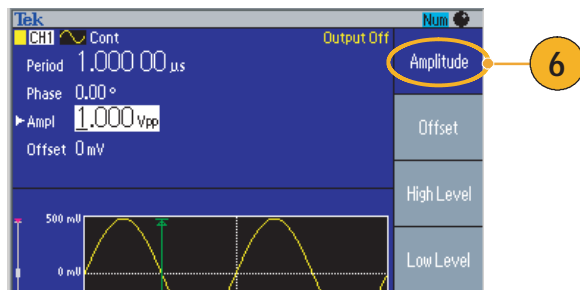 Tek
Num
CH1 Cont
Output Off
Period 1.000 00 µs
Phase 0.00 °
Ampl 1.000 Vpp
Offset 0 mV
500 mV
0 mV
Amplitude
Offset
High Level
Low Level
6